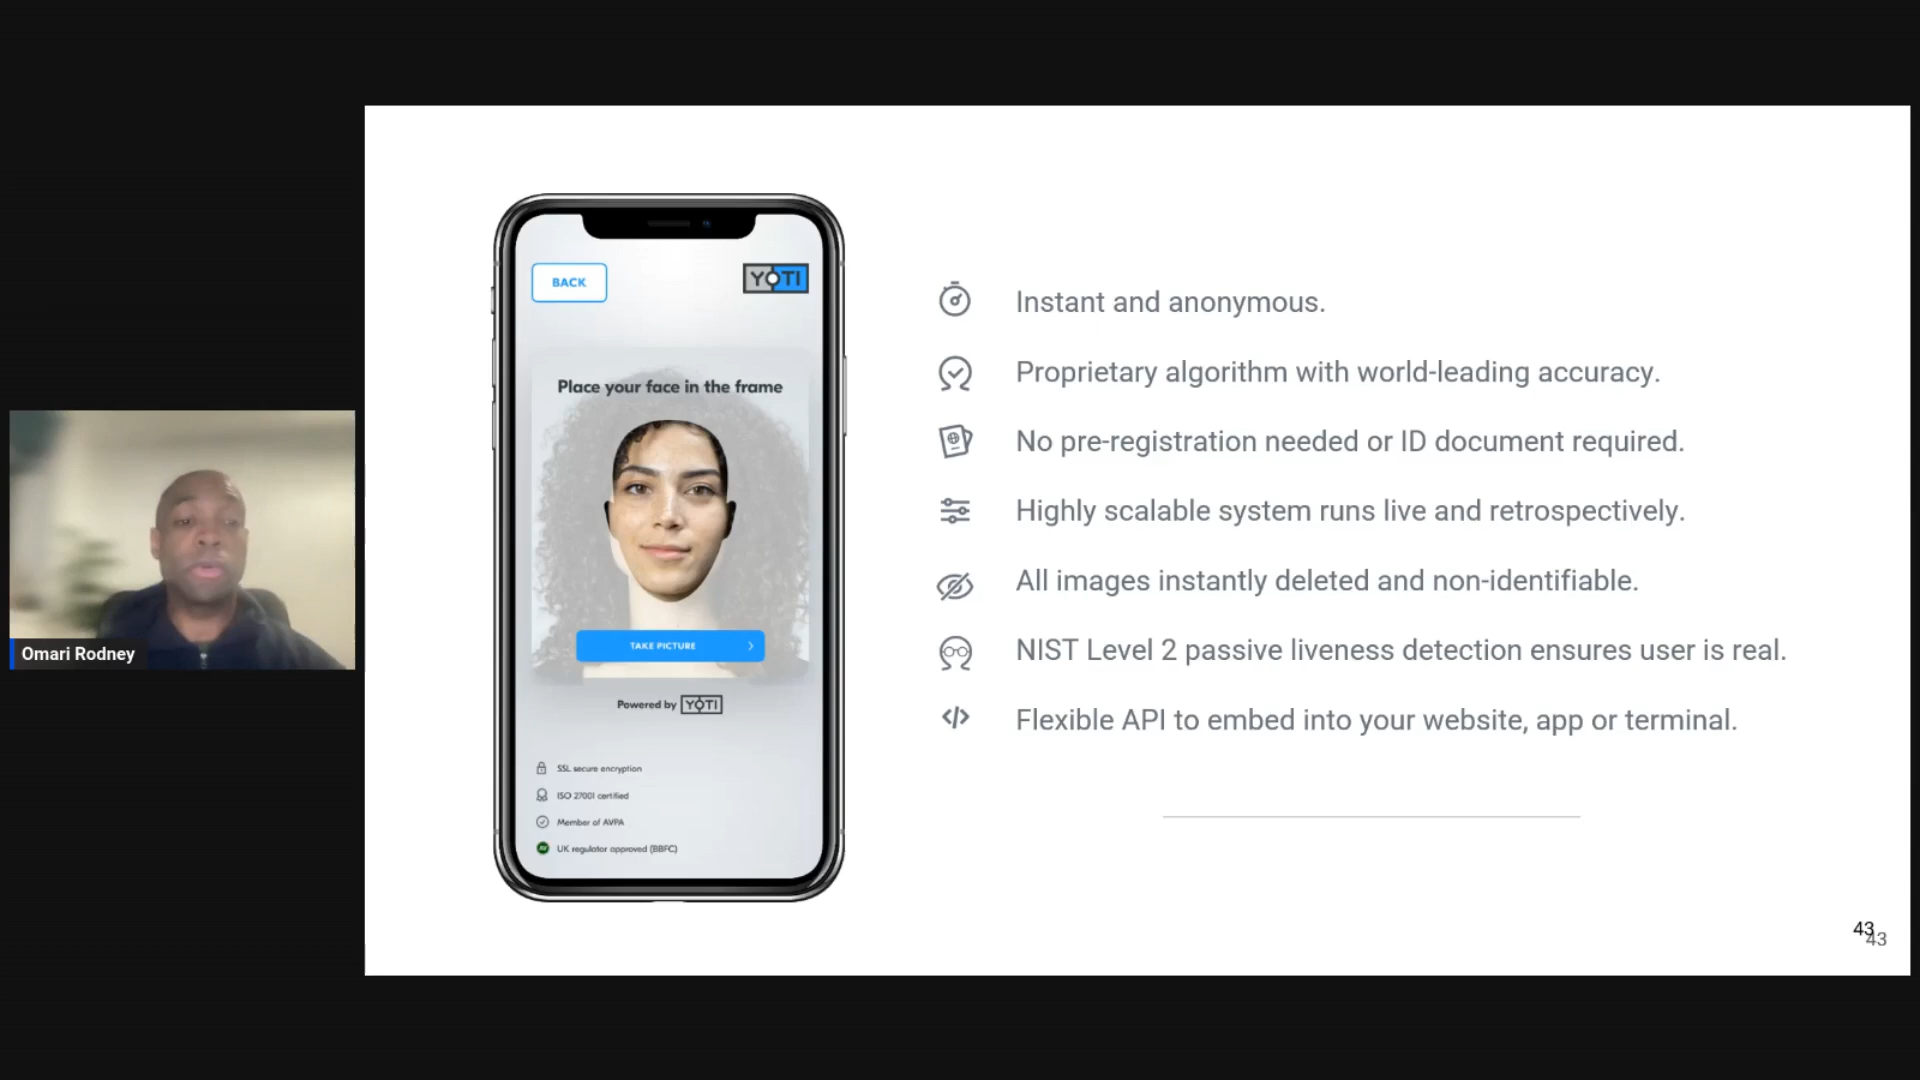 Omari Rodney
BACK
YOTI
Place your face in the frame
TAKE PICTURE
Powered by YOTI
SSL secure encryption
ISO 27001 certified
Member of AVPA
UK regulator approved (BBFC)
Instant and anonymous.
Proprietary algorithm with world-leading accuracy.
No pre-registration needed or ID document required.
Highly scalable system runs live and retrospectively.
All images instantly deleted and non-identifiable.
NIST Level 2 passive liveness detection ensures user is real.
Flexible API to embed into your website, app or terminal.
43
43